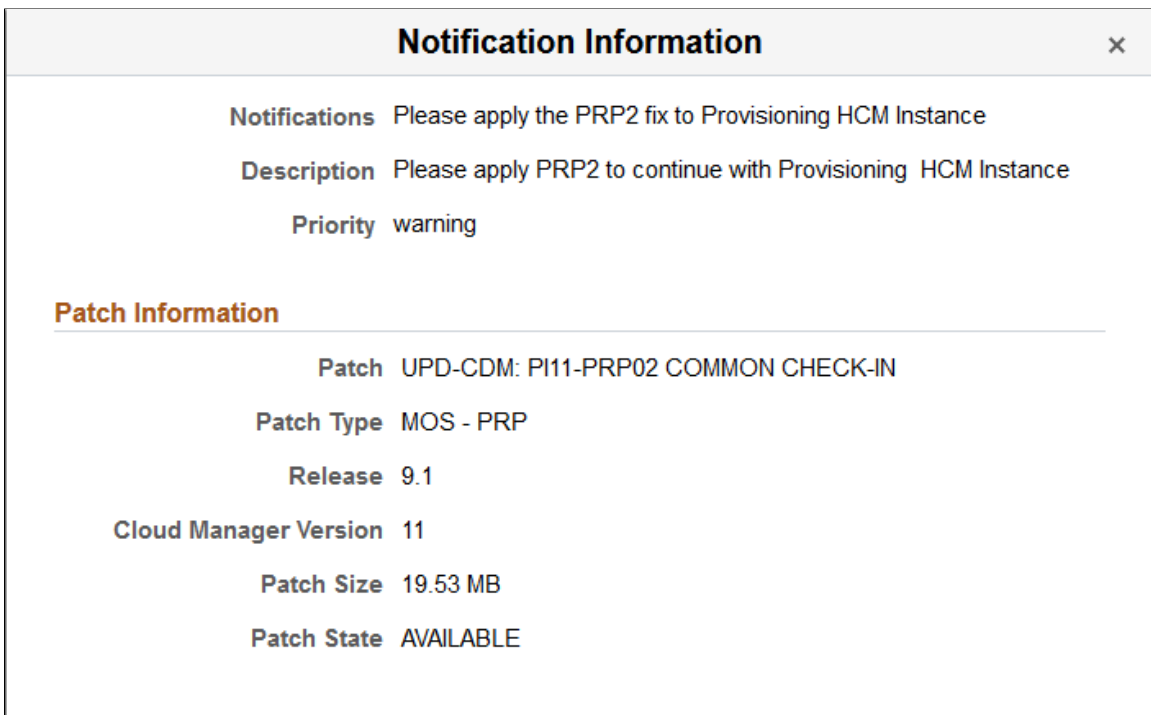 Notification Information ×
Notifications Please apply the PRP2 fix to Provisioning HCM Instance
Description Please apply PRP2 to continue with Provisioning  HCM Instance
Priority warning
Patch Information
Patch UPD-CDM: PI11-PRP02 COMMON CHECK-IN
Patch Type MOS - PRP
Release 9.1
Cloud Manager Version 11
Patch Size 19.53 MB
Patch State AVAILABLE